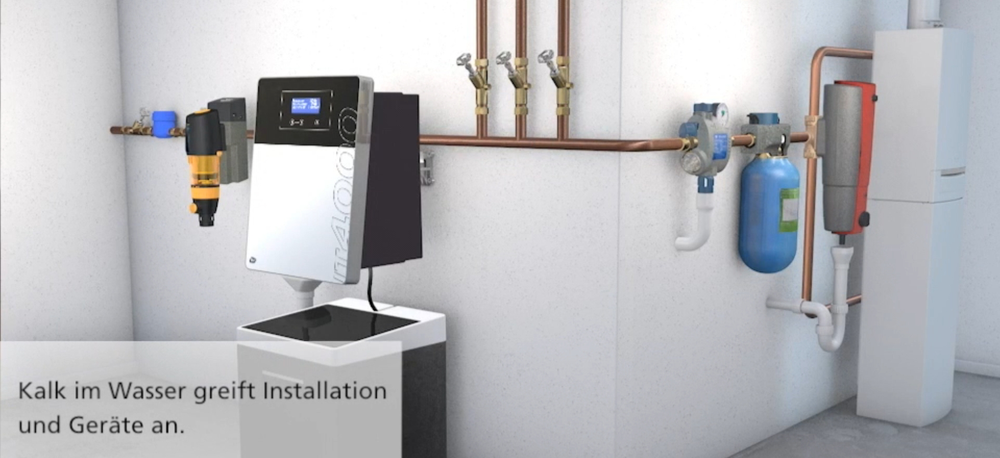 Kalk im Wasser greift Installation
und Geräte an.